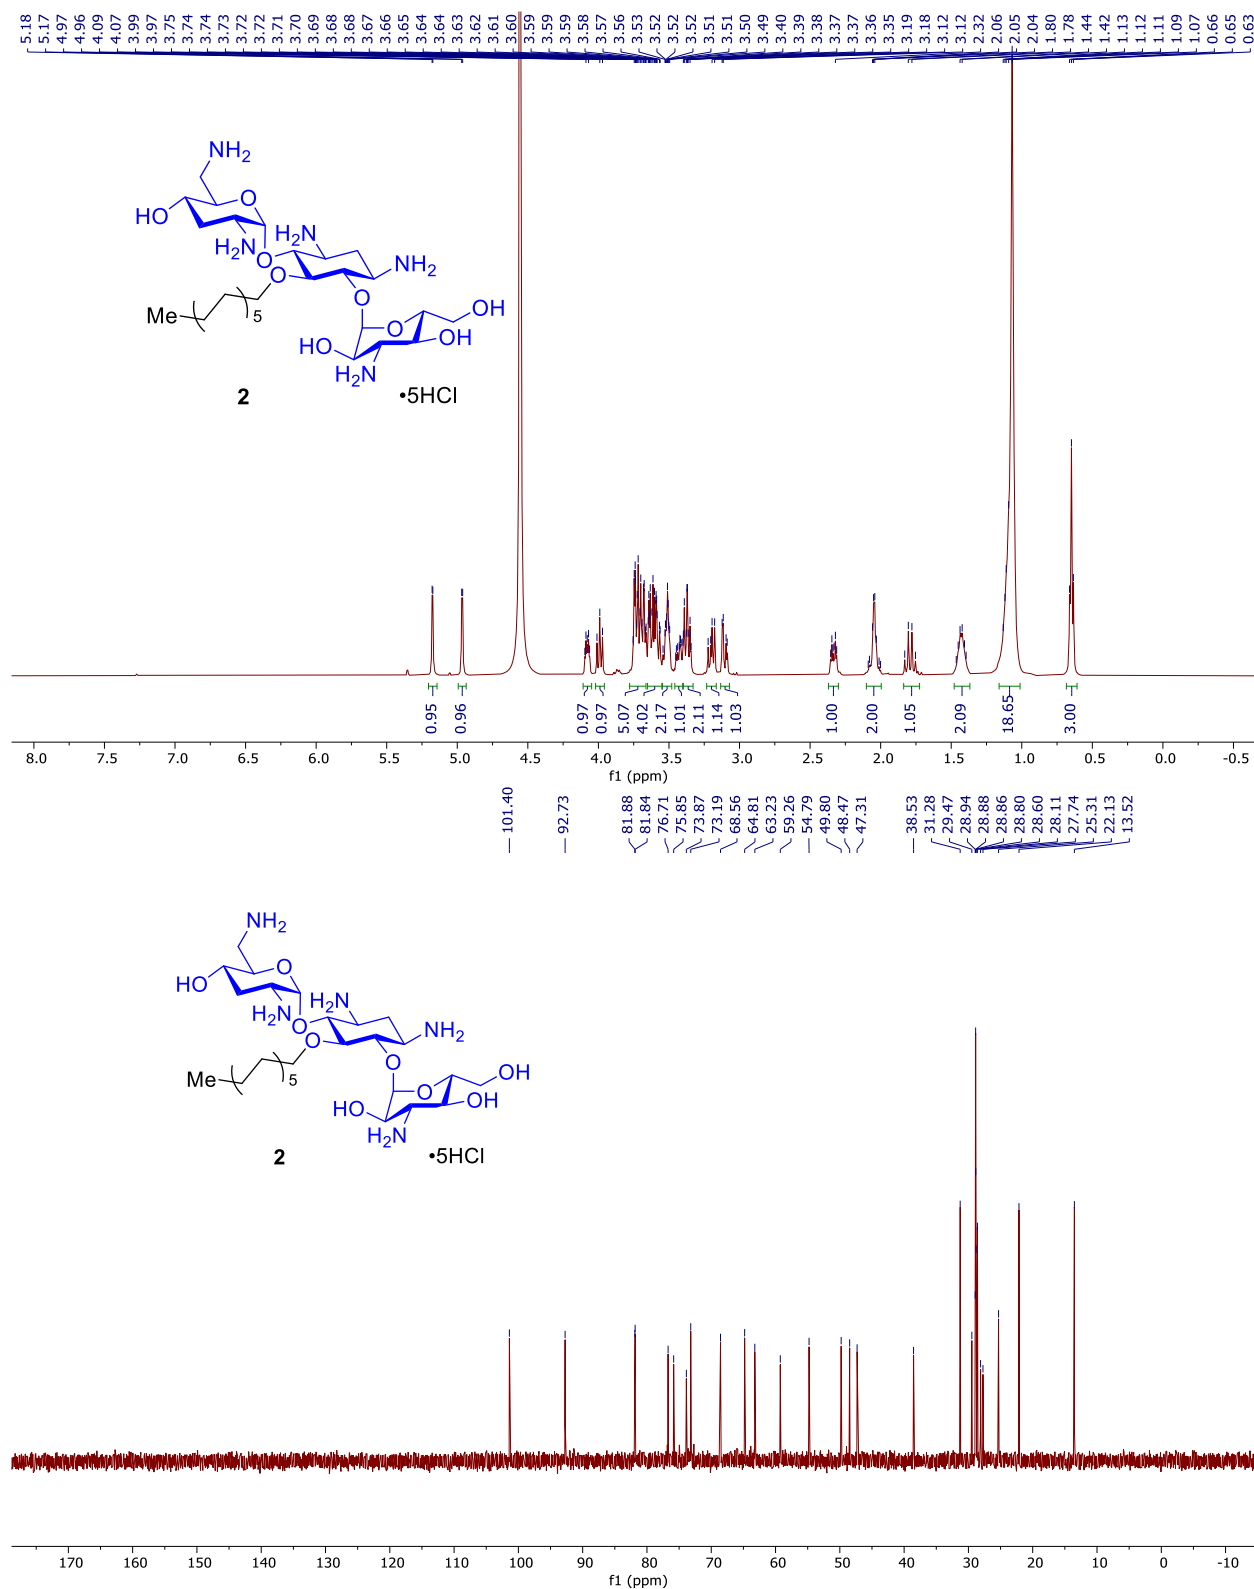 5.18 5.17 4.97 4.96 4.09 4.07 3.99 3.97 3.75 3.74 3.74 3.73 3.72 3.72 3.71 3.70 3.69 3.68 3.68 3.67 3.66 3.65 3.64 3.64 3.63 3.62 3.61 3.60 3.59 3.59 3.59 3.58 3.57 3.56 3.53 3.52 3.52 3.52 3.51 3.51 3.50 3.49 3.40 3.39 3.38 3.37 3.37 3.36 3.35 3.19 3.18 3.12 3.12 2.32 2.06 2.05 2.04 1.80 1.78 1.44 1.42 1.13 1.12 1.11 1.09 1.07 0.66 0.65 0.63
NH2
O
HO
H2N
H2N
NH2
O
O
Me
5
O
O
OH
HO
OH
H2N
2
•5HCl
0.95 0.96 0.97 0.97 5.07 4.02 2.17 1.01 2.11 1.14 1.03 1.00 2.00 1.05 2.09 18.65 3.00
8.0 7.5 7.0 6.5 6.0 5.5 5.0 4.5 4.0 3.5 3.0 2.5 2.0 1.5 1.0 0.5 0.0 -0.5
f1 (ppm)
101.40 92.73 81.88 81.84 76.71 75.85 73.87 73.19 68.56 64.81 63.23 59.26 54.79 49.80 48.47 47.31 38.53 31.28 29.47 28.94 28.88 28.86 28.80 28.60 28.11 27.74 25.31 22.13 13.52
NH2
O
HO
H2N
H2N
NH2
O
O
Me
5
O
O
OH
HO
OH
H2N
2
•5HCl
170 160 150 140 130 120 110 100 90 80 70 60 50 40 30 20 10 0 -10
f1 (ppm)